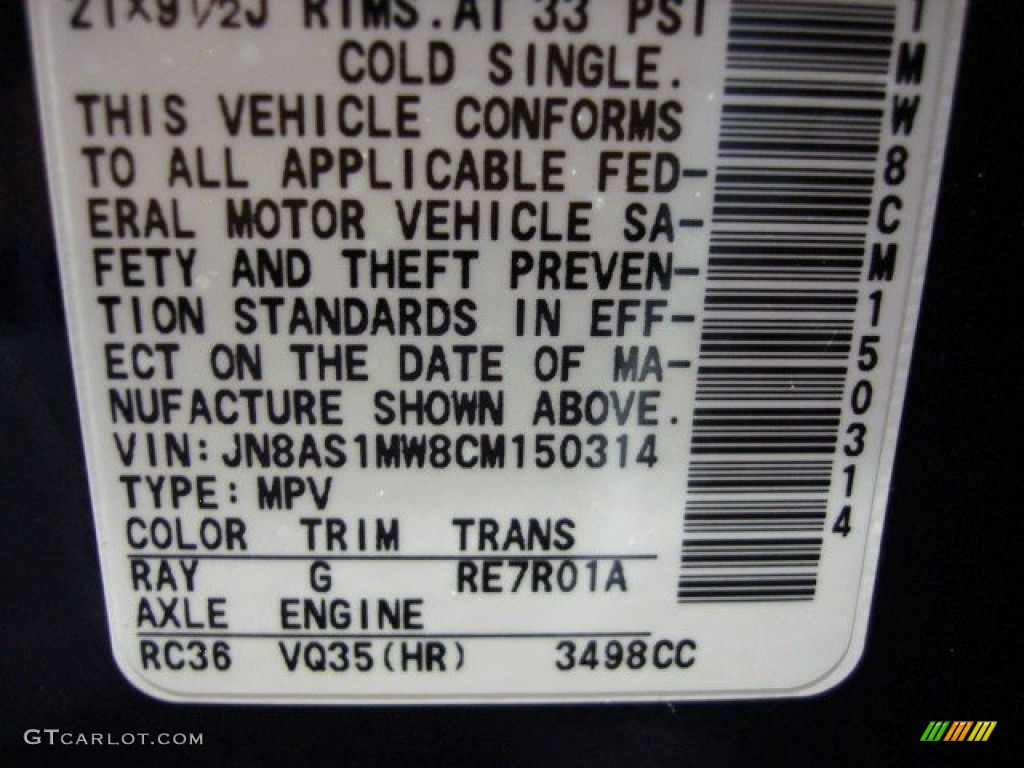 21×9½J RIMS.AT 33 PSI
COLD SINGLE.
THIS VEHICLE CONFORMS
TO ALL APPLICABLE FED-
ERAL MOTOR VEHICLE SA-
FETY AND THEFT PREVEN-
TION STANDARDS IN EFF-
ECT ON THE DATE OF MA-
NUFACTURE SHOWN ABOVE.
VIN:JN8AS1MW8CM150314
TYPE:MPV
COLOR TRIM TRANS
RAY G RE7R01A
AXLE ENGINE
RC36 VQ35(HR) 3498CC
1MW8CM150314
GTCARLOT.COM